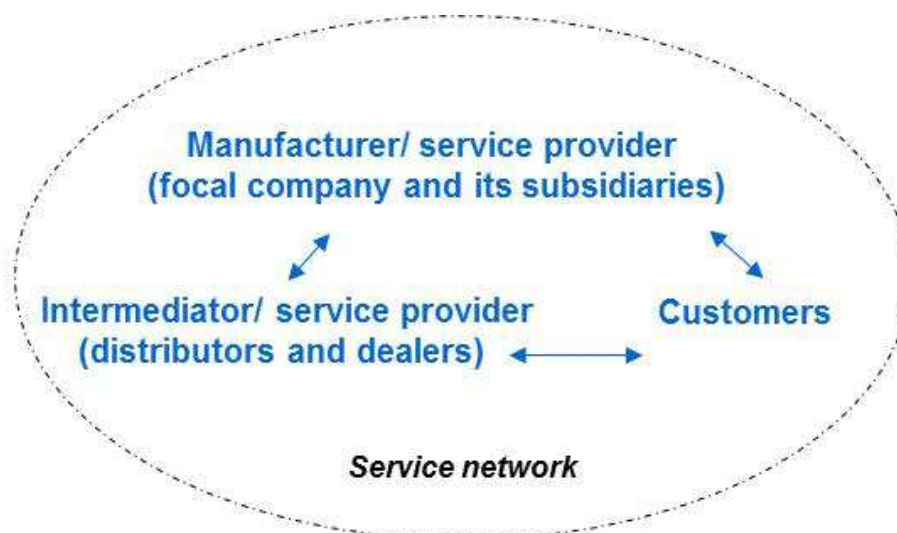 Manufacturer/ service provider
(focal company and its subsidiaries)
Intermediator/ service provider
(distributors and dealers)
Customers
Service network